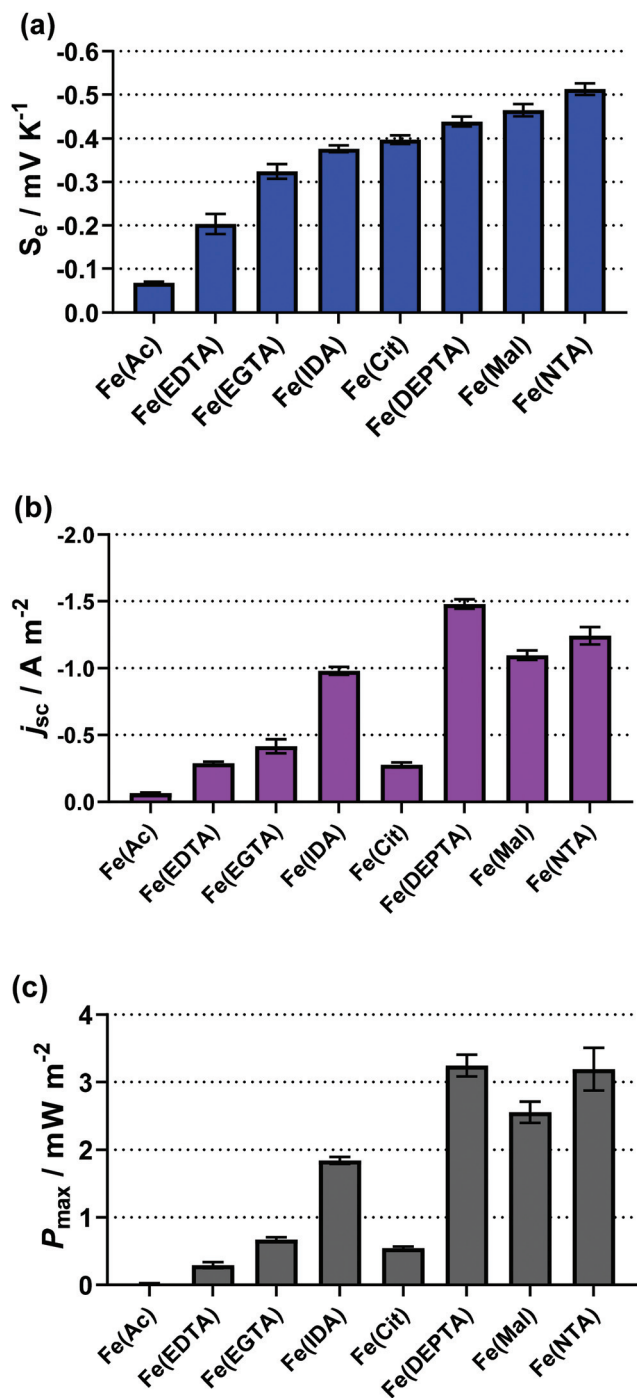 (a)
-0.6
-0.5
-0.4
-0.3
-0.2
-0.1
0.0
Se / mV K-1
Fe(Ac)
Fe(EDTA)
Fe(EGTA)
Fe(IDA)
Fe(Cit)
Fe(DEPTA)
Fe(Mal)
Fe(NTA)
(b)
-2.0
-1.5
-1.0
-0.5
0.0
jsc / A m-2
Fe(Ac)
Fe(EDTA)
Fe(EGTA)
Fe(IDA)
Fe(Cit)
Fe(DEPTA)
Fe(Mal)
Fe(NTA)
(c)
4
3
2
1
0
Pmax / mW m-2
Fe(Ac)
Fe(EDTA)
Fe(EGTA)
Fe(IDA)
Fe(Cit)
Fe(DEPTA)
Fe(Mal)
Fe(NTA)